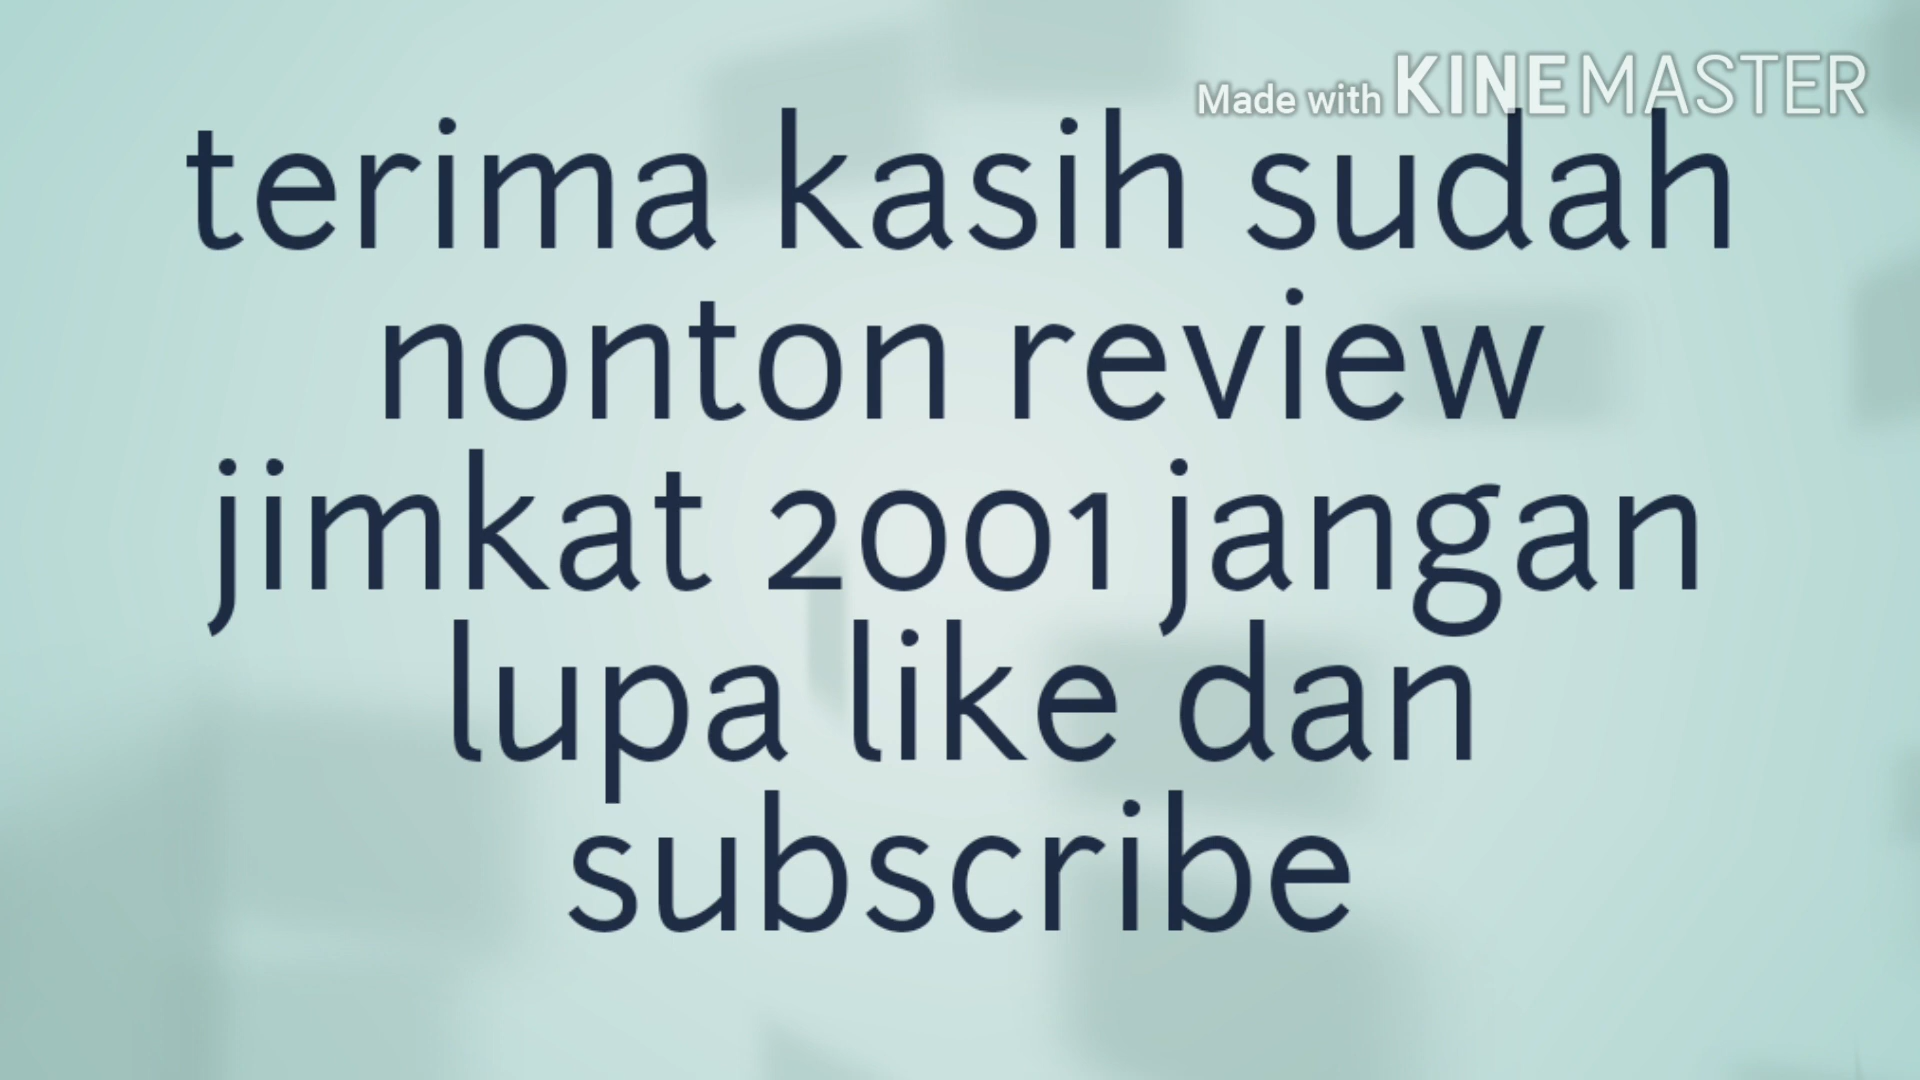 Made with KINEMASTER
terima kasih sudah
nonton review
jimkat 2001 jangan
lupa like dan
subscribe